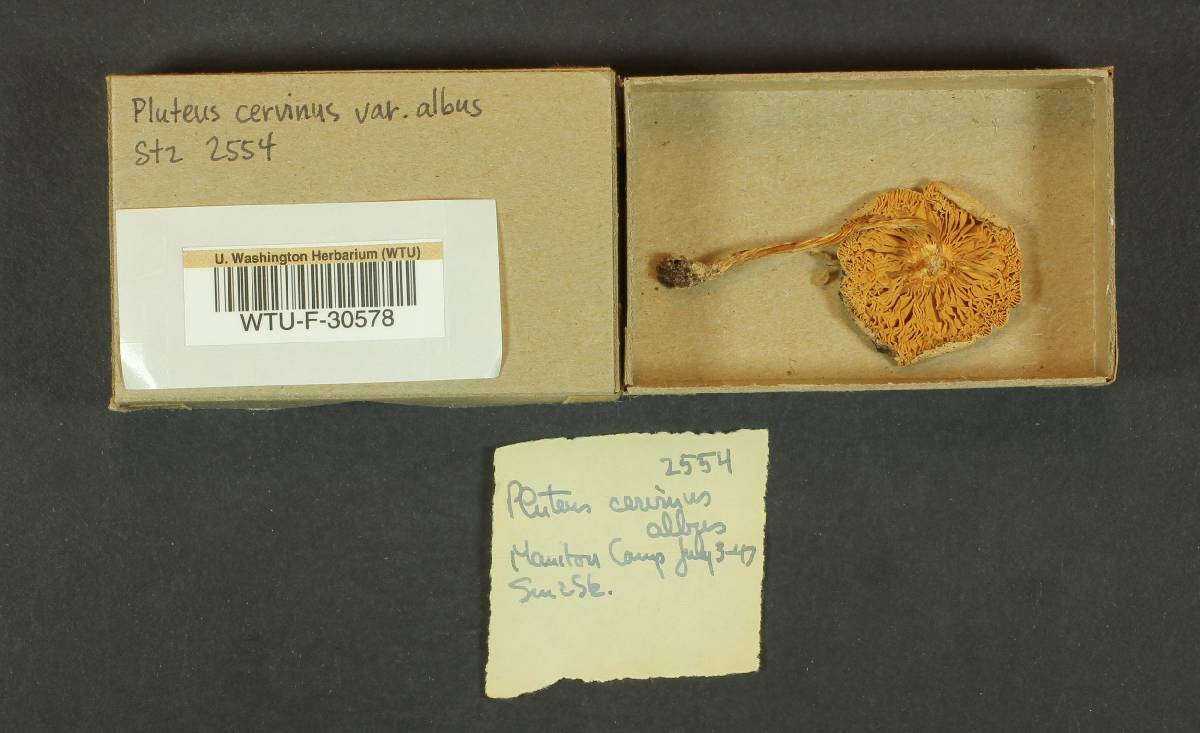 Pluteus cervinus var. albus
Stz 2554
U. Washington Herbarium (WTU)
WTU-F-30578
2554
Pluteus cervinus
albus
Manitou Camp July 3-47